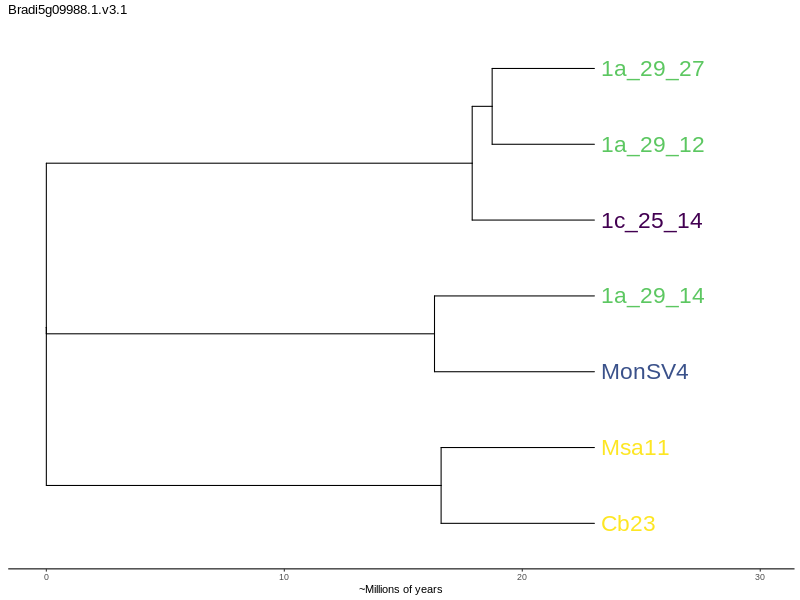 Bradi5g09988.1.v3.1
1a_29_27
1a_29_12
1c_25_14
1a_29_14
MonSV4
Msa11
Cb23
0 10 20 30
~Millions of years